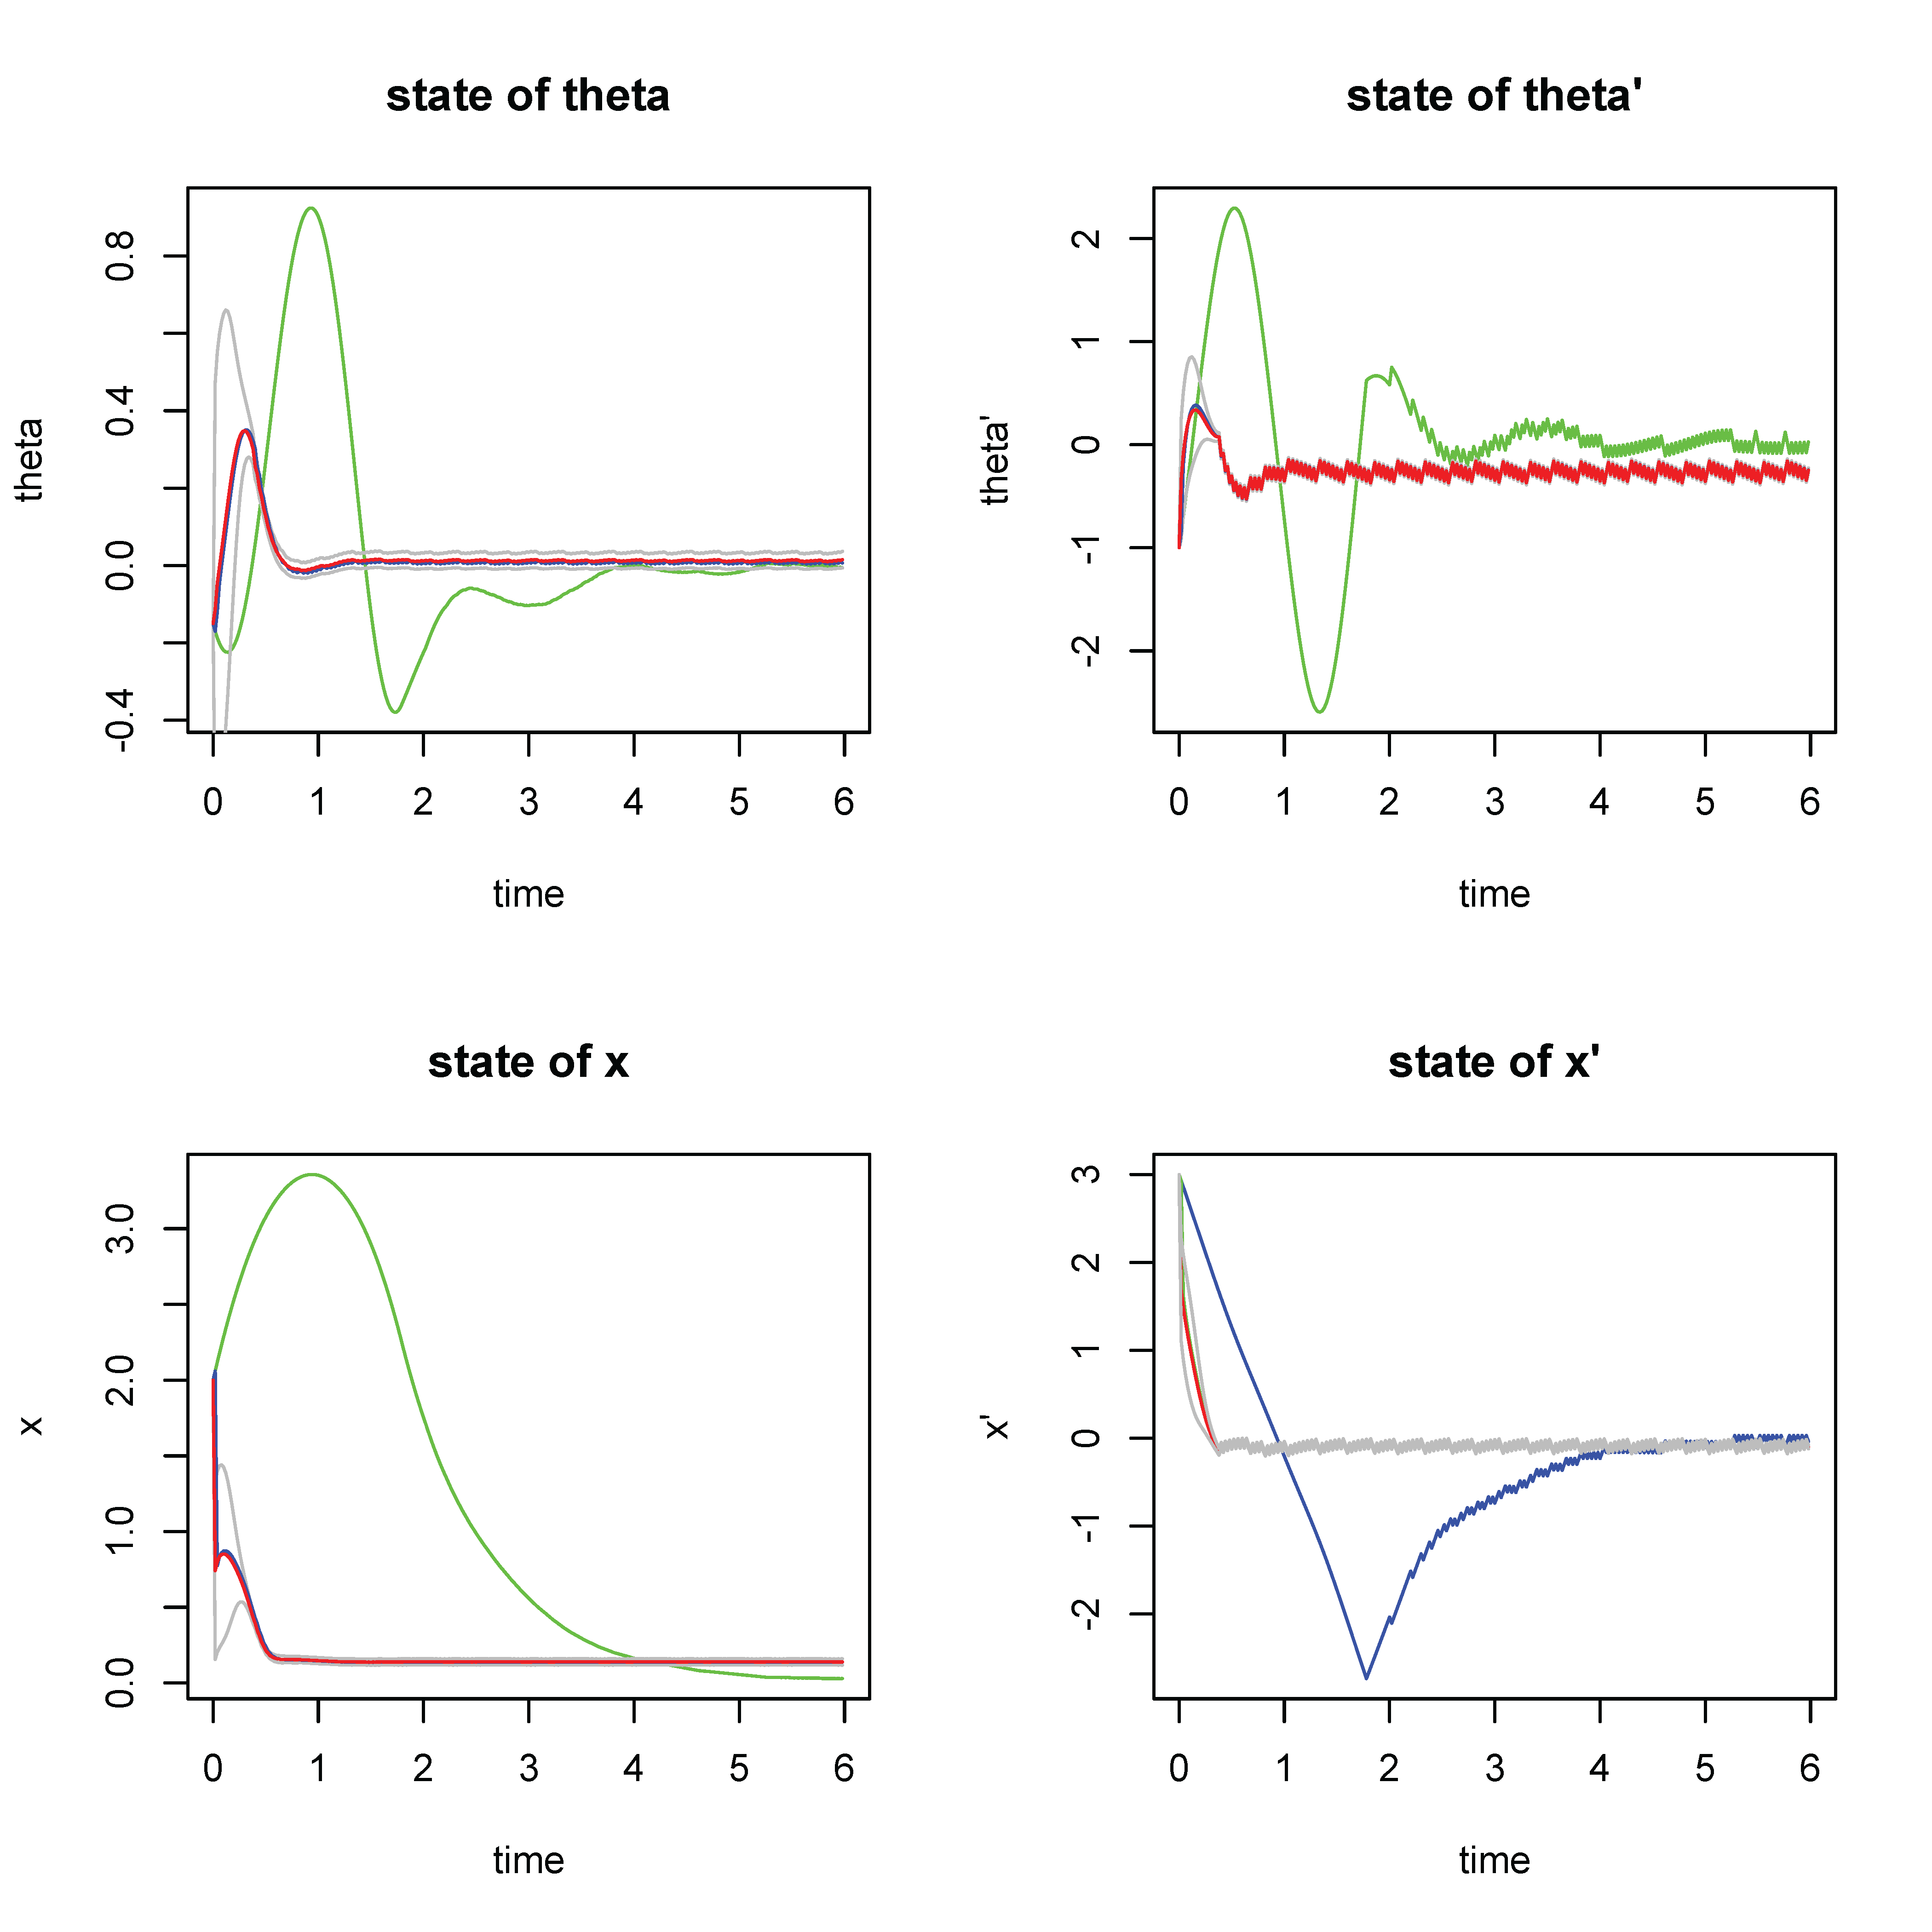 state of theta
theta
0.8
0.4
0.0
-0.4
0 1 2 3 4 5 6
time
state of theta'
theta'
2
1
0
-1
-2
0 1 2 3 4 5 6
time
state of x
x
3.0
2.0
1.0
0.0
0 1 2 3 4 5 6
time
state of x'
x'
3
2
1
0
-1
-2
0 1 2 3 4 5 6
time